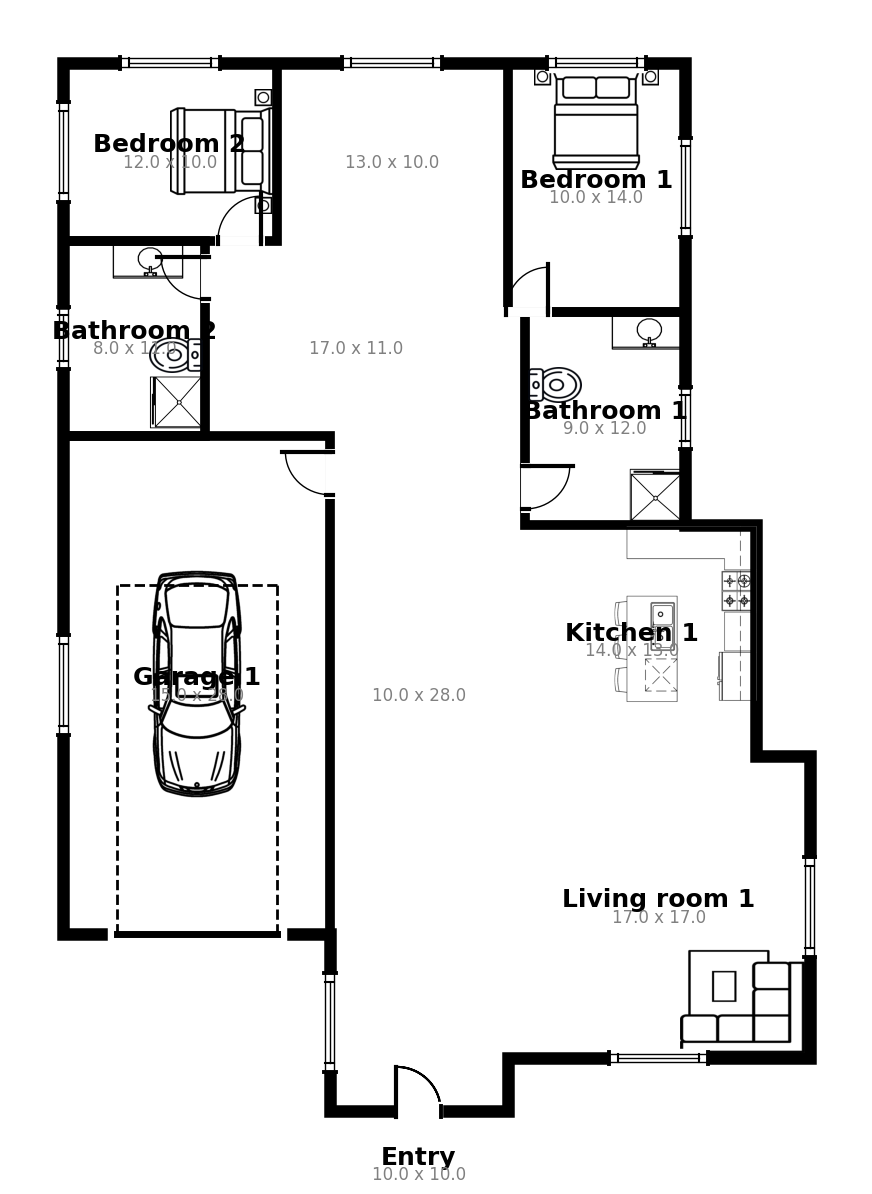 Bedroom 2
12.0 x 10.0
13.0 x 10.0
Bedroom 1
10.0 x 14.0
Bathroom 2
8.0 x 11.0
17.0 x 11.0
Bathroom 1
9.0 x 12.0
Kitchen 1
14.0 x 13.0
Garage 1
15.0 x 28.0
10.0 x 28.0
Living room 1
17.0 x 17.0
Entry
10.0 x 10.0